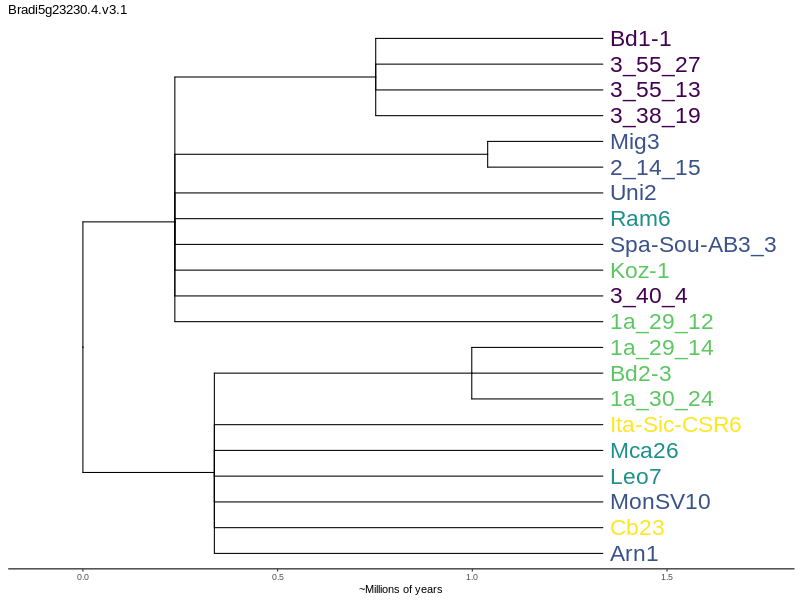 Bradi5g23230.4.v3.1
Bd1-1
3_55_27
3_55_13
3_38_19
Mig3
2_14_15
Uni2
Ram6
Spa-Sou-AB3_3
Koz-1
3_40_4
1a_29_12
1a_29_14
Bd2-3
1a_30_24
Ita-Sic-CSR6
Mca26
Leo7
MonSV10
Cb23
Arn1
0.0 0.5 1.0 1.5
~Millions of years